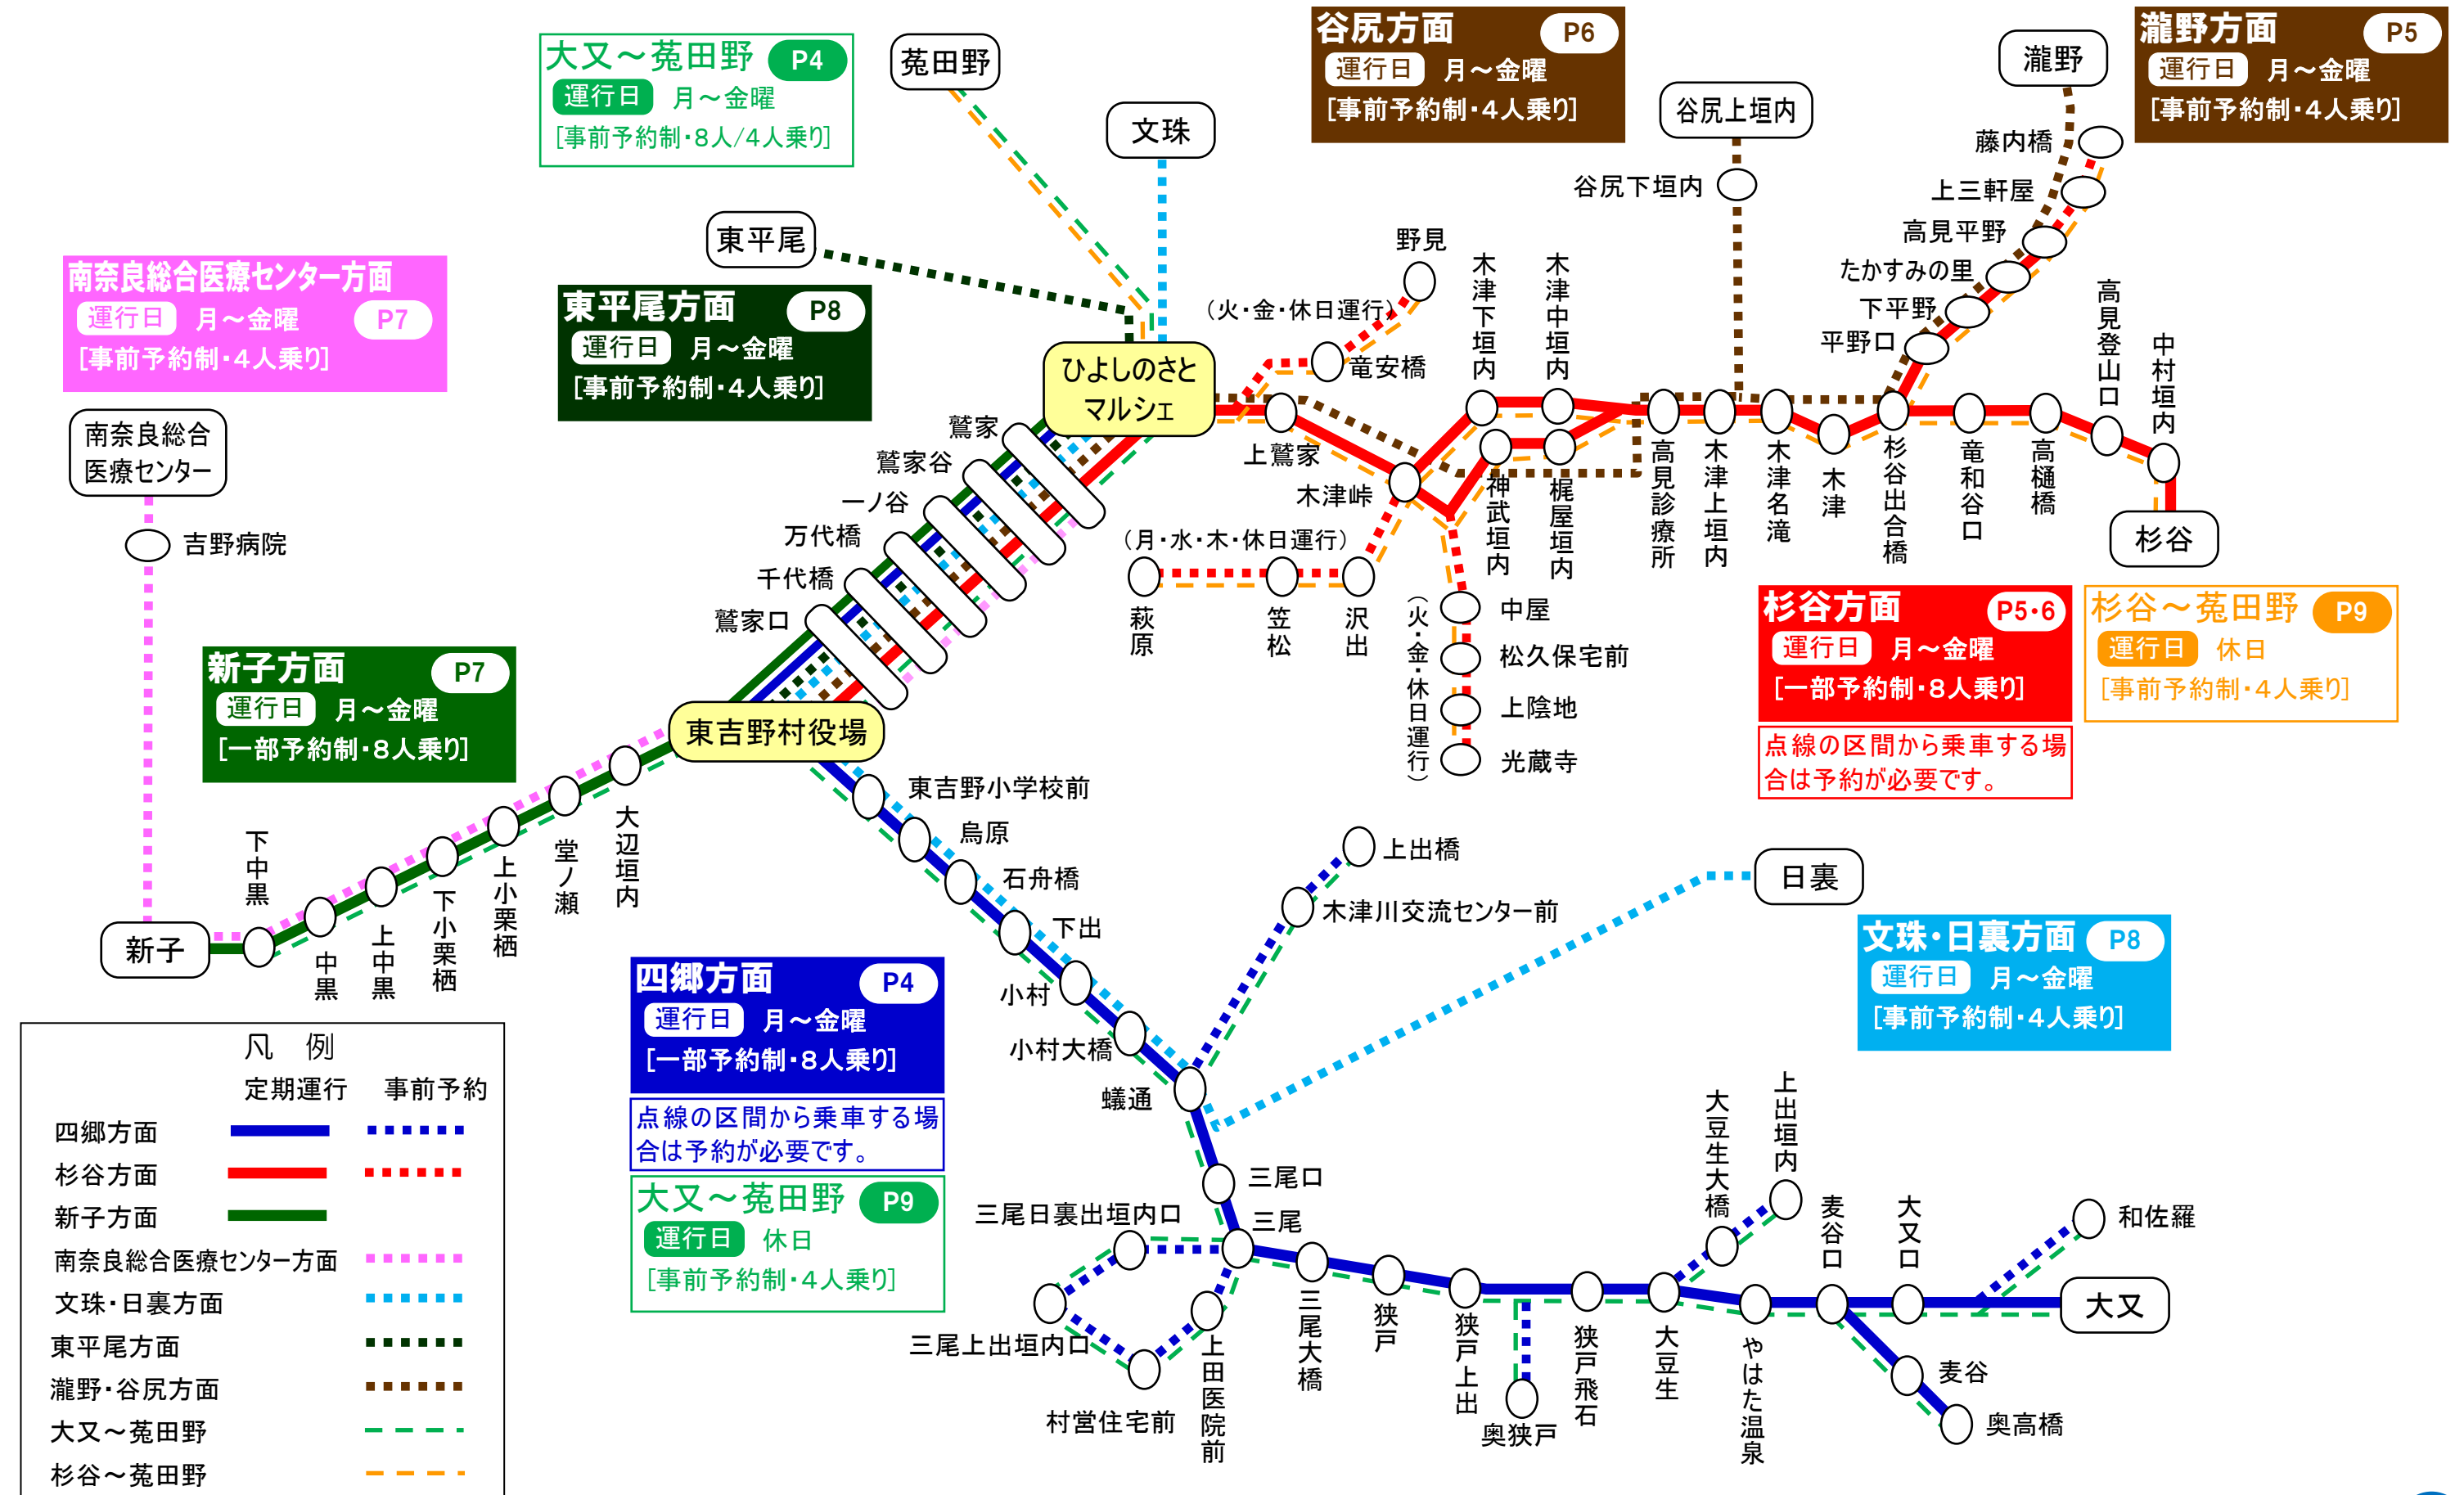 大又～菟田野 P4
運行日 月～金曜
[事前予約制・8人/4人乗り]
菟田野
文珠
谷尻方面 P6
運行日 月～金曜
[事前予約制・4人乗り]
谷尻上垣内
谷尻下垣内
瀧野
瀧野方面 P5
運行日 月～金曜
[事前予約制・4人乗り]
藤内橋
上三軒屋
高見平野
たかすみの里
下平野
平野口
東平尾
東平尾方面 P8
運行日 月～金曜
[事前予約制・4人乗り]
南奈良総合医療センター方面
運行日 月～金曜 P7
[事前予約制・4人乗り]
南奈良総合
医療センター
吉野病院
ひよしのさと
マルシェ
野見
(火・金・休日運行)
竜安橋
木津下垣内
木津中垣内
高見登山口
中村垣内
鷲家
鷲家谷
一ノ谷
万代橋
千代橋
鷲家口
上鷲家
木津峠
神武垣内
梶屋垣内
高見診療所
木津上垣内
木津名滝
木津
杉谷出合橋
竜和谷口
高樋橋
杉谷
(月・水・木・休日運行)
萩原
笠松
沢出
(火・金・休日運行)
中屋
松久保宅前
上陰地
光蔵寺
杉谷方面 P5・6
運行日 月～金曜
[一部予約制・8人乗り]
点線の区間から乗車する場
合は予約が必要です。
杉谷～菟田野 P9
運行日 休日
[事前予約制・4人乗り]
新子方面 P7
運行日 月～金曜
[一部予約制・8人乗り]
東吉野村役場
新子
下中黒
中黒
上中黒
下小栗栖
上小栗栖
堂ノ瀬
大辺垣内
東吉野小学校前
烏原
石舟橋
下出
小村
小村大橋
蟻通
上出橋
木津川交流センター前
日裏
文珠・日裏方面 P8
運行日 月～金曜
[事前予約制・4人乗り]
四郷方面 P4
運行日 月～金曜
[一部予約制・8人乗り]
点線の区間から乗車する場
合は予約が必要です。
大又～菟田野 P9
運行日 休日
[事前予約制・4人乗り]
三尾口
三尾
三尾日裏出垣内口
三尾上出垣内口
村営住宅前
上田医院前
三尾大橋
狭戸
狭戸上出
奥狭戸
狭戸飛石
大豆生
大豆生大橋
上出垣内
やはた温泉
麦谷口
大又口
和佐羅
大又
麦谷
奥高橋
凡 例
定期運行 事前予約
四郷方面
杉谷方面
新子方面
南奈良総合医療センター方面
文珠・日裏方面
東平尾方面
瀧野・谷尻方面
大又～菟田野
杉谷～菟田野